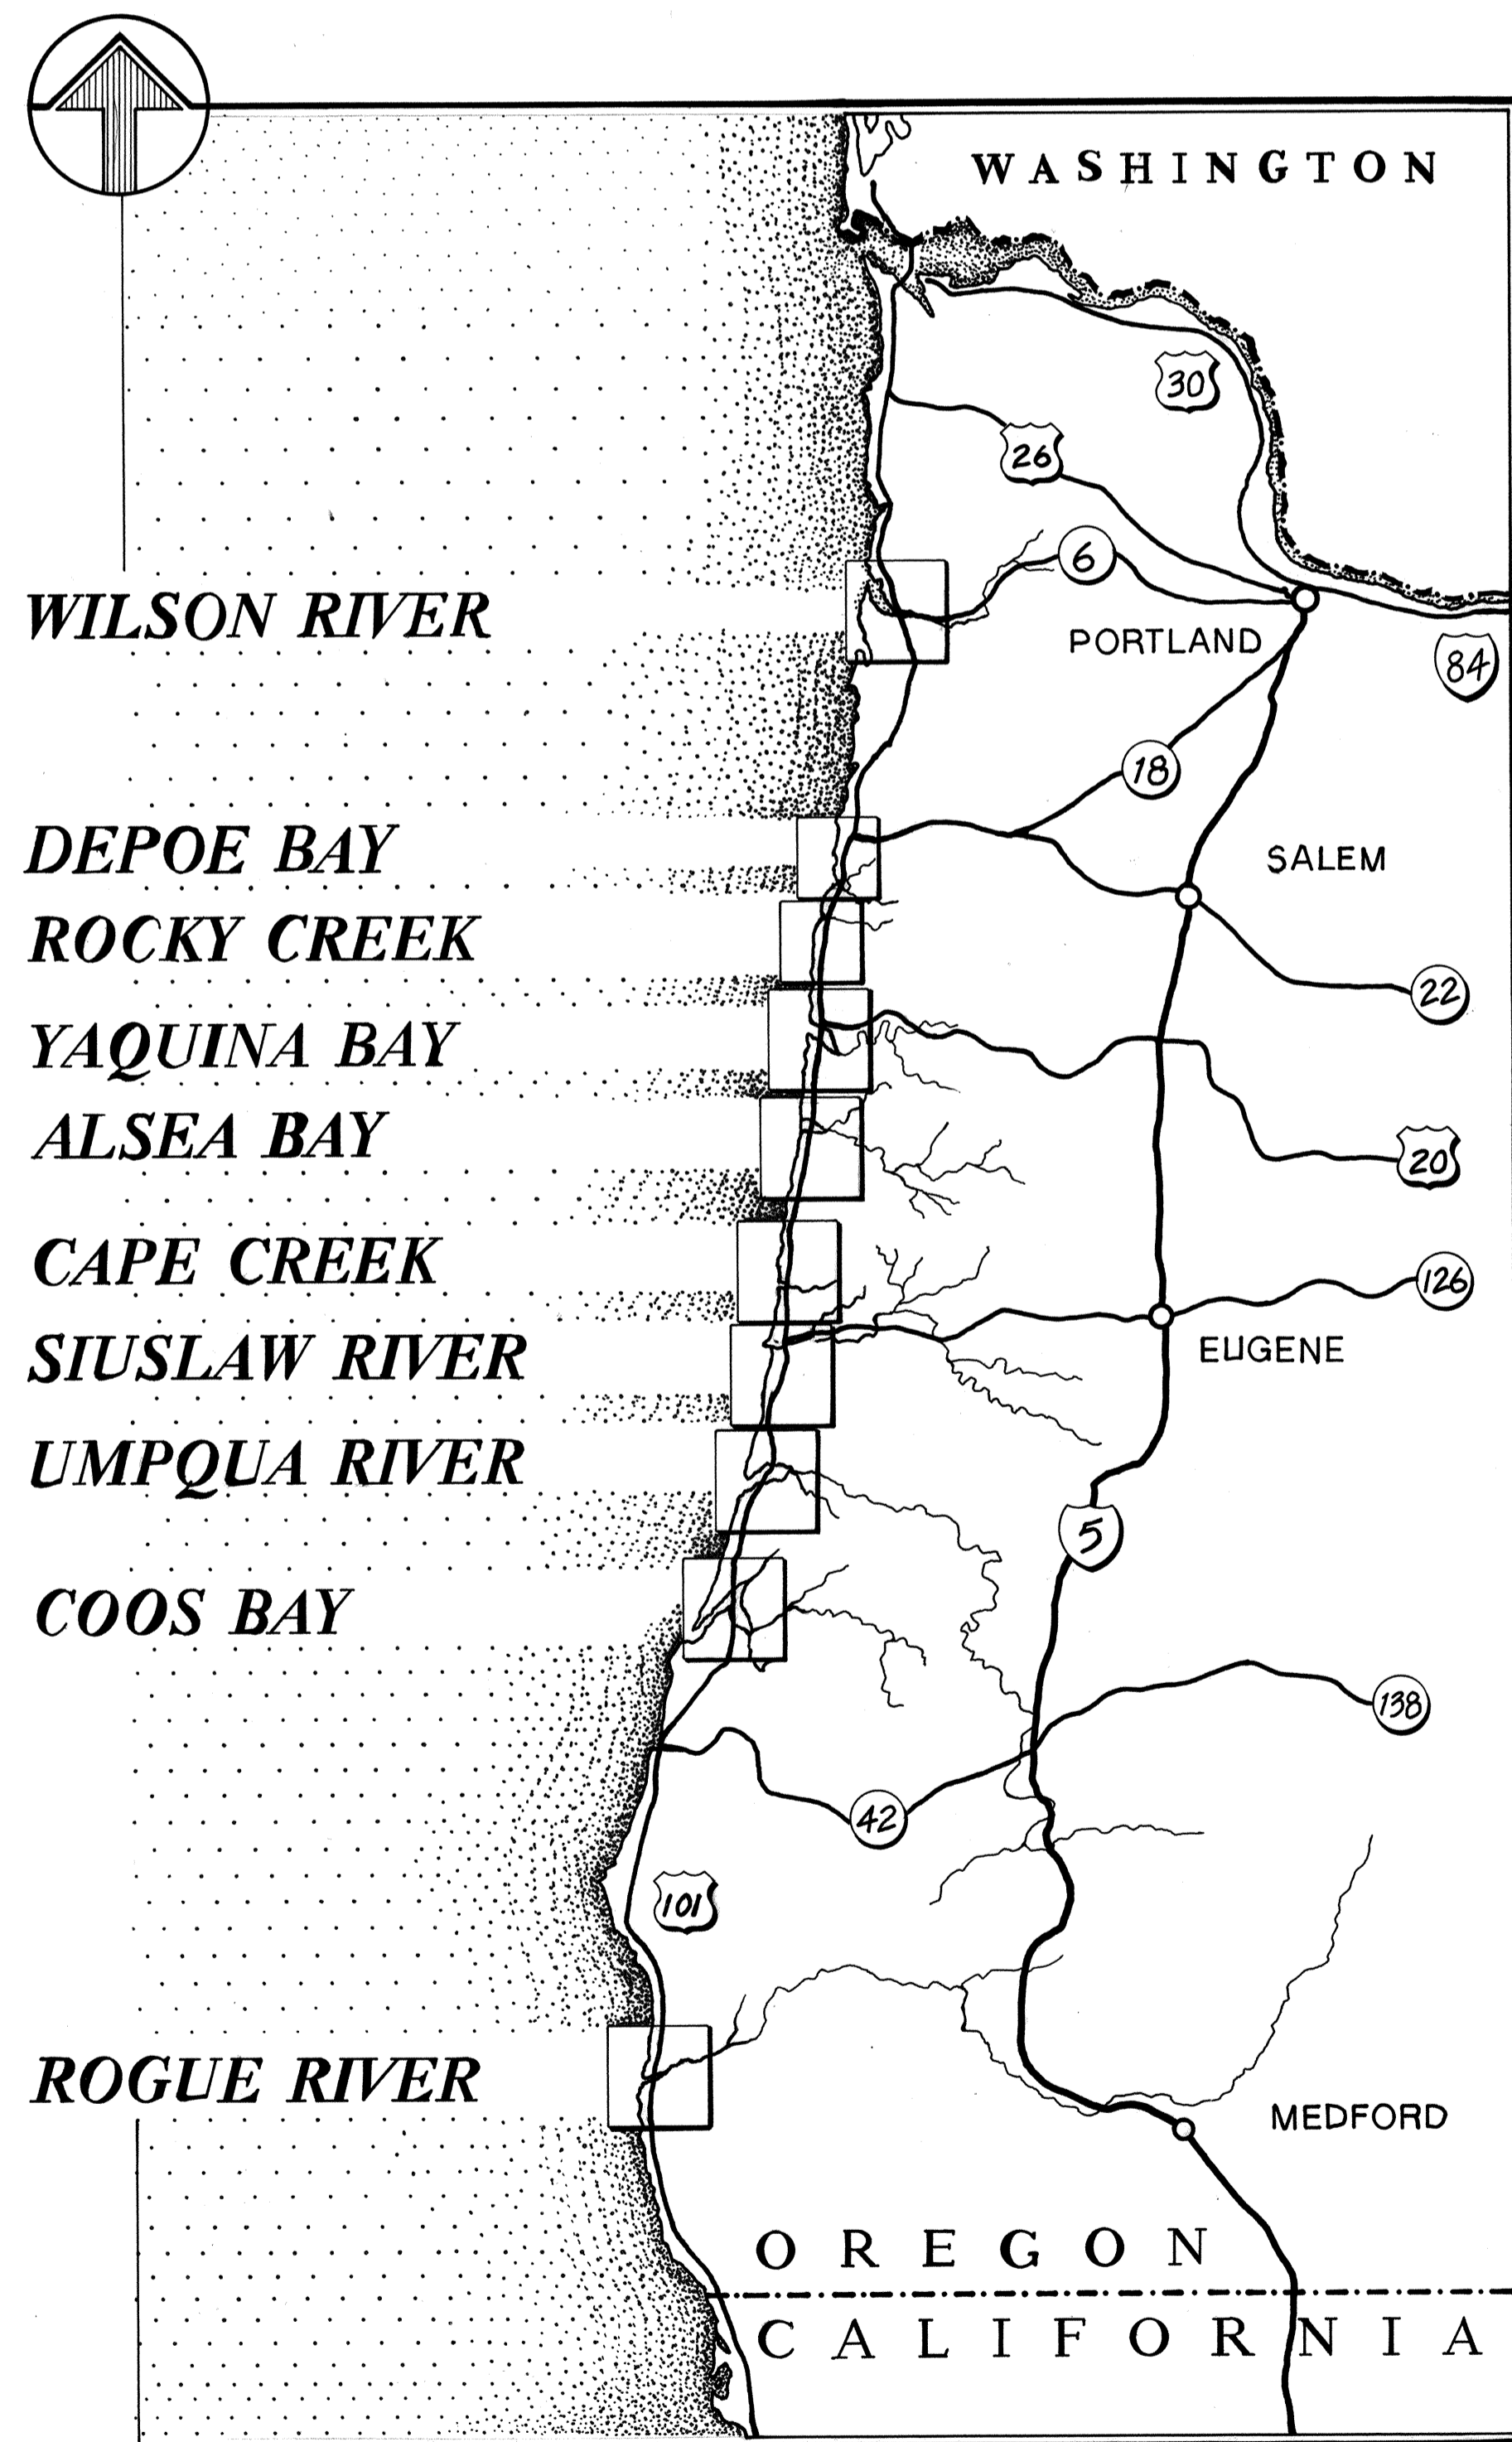 WASHINGTON
30
26
6
WILSON RIVER
PORTLAND
84
18
DEPOE BAY
SALEM
ROCKY CREEK
22
YAQUINA BAY
ALSEA BAY
20
CAPE CREEK
126
SIUSLAW RIVER
EUGENE
UMPQUA RIVER
5
COOS BAY
138
42
101
ROGUE RIVER
MEDFORD
OREGON
CALIFORNIA